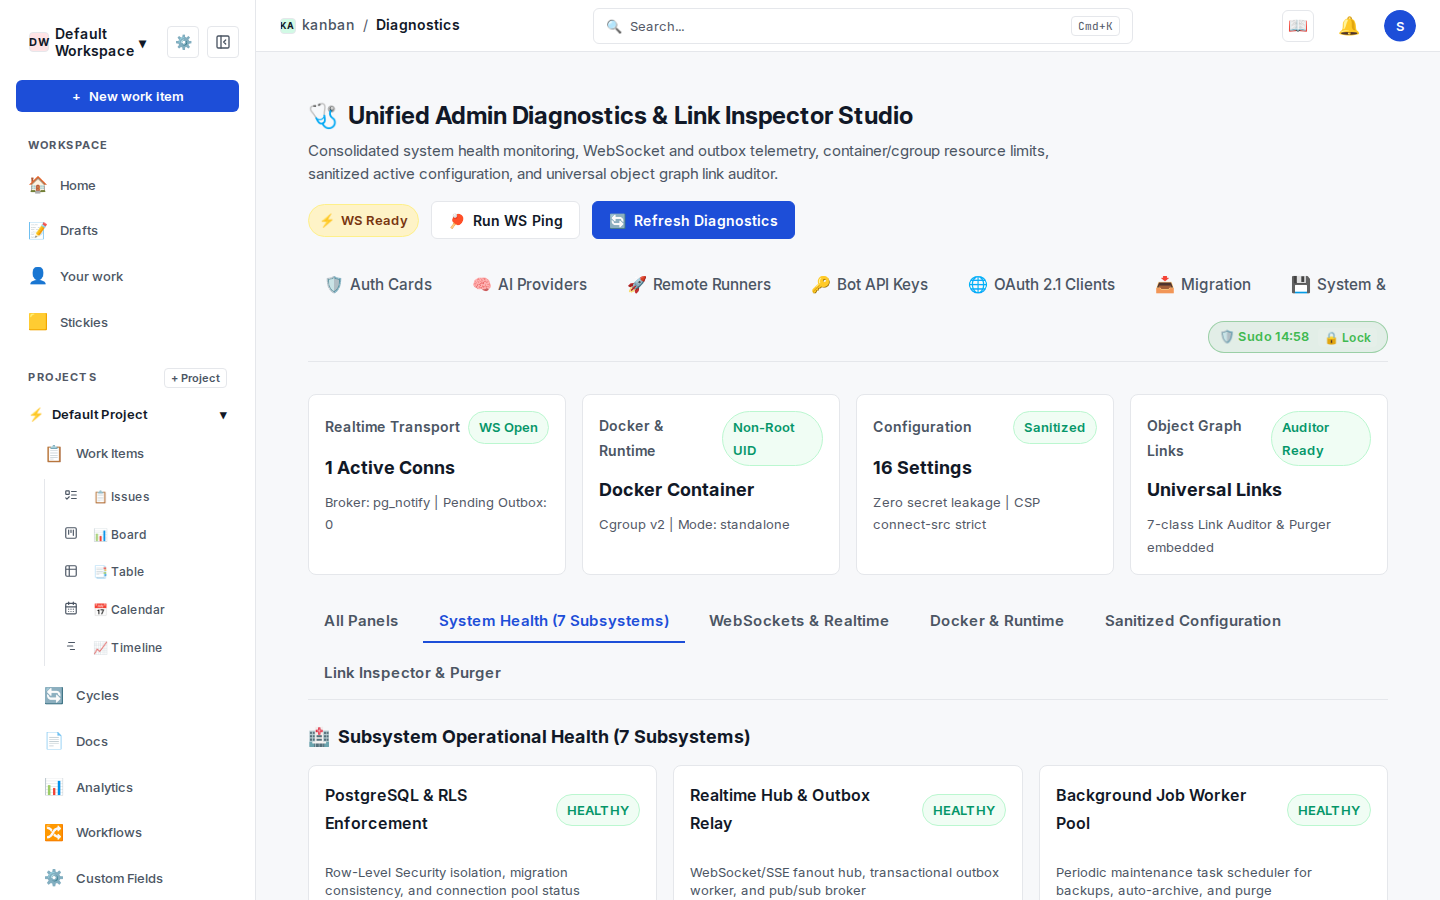 DW Default Workspace ▾
+ New work item
WORKSPACE
Home
Drafts
Your work
Stickies
PROJECTS + Project
Default Project ▾
Work Items
Issues
Board
Table
Calendar
Timeline
Cycles
Docs
Analytics
Workflows
Custom Fields
KA kanban / Diagnostics
Search... Cmd+K
S
Unified Admin Diagnostics & Link Inspector Studio
Consolidated system health monitoring, WebSocket and outbox telemetry, container/cgroup resource limits,
sanitized active configuration, and universal object graph link auditor.
WS Ready Run WS Ping Refresh Diagnostics
Auth Cards AI Providers Remote Runners Bot API Keys OAuth 2.1 Clients Migration System &
Sudo 14:58 Lock
Realtime Transport WS Open
1 Active Conns
Broker: pg_notify | Pending Outbox:
0
Docker & Runtime Non-Root UID
Docker Container
Cgroup v2 | Mode: standalone
Configuration Sanitized
16 Settings
Zero secret leakage | CSP
connect-src strict
Object Graph Links Auditor Ready
Universal Links
7-class Link Auditor & Purger
embedded
All Panels System Health (7 Subsystems) WebSockets & Realtime Docker & Runtime Sanitized Configuration
Link Inspector & Purger
Subsystem Operational Health (7 Subsystems)
PostgreSQL & RLS
Enforcement
HEALTHY
Row-Level Security isolation, migration
consistency, and connection pool status
Realtime Hub & Outbox
Relay
HEALTHY
WebSocket/SSE fanout hub, transactional outbox
worker, and pub/sub broker
Background Job Worker
Pool
HEALTHY
Periodic maintenance task scheduler for
backups, auto-archive, and purge